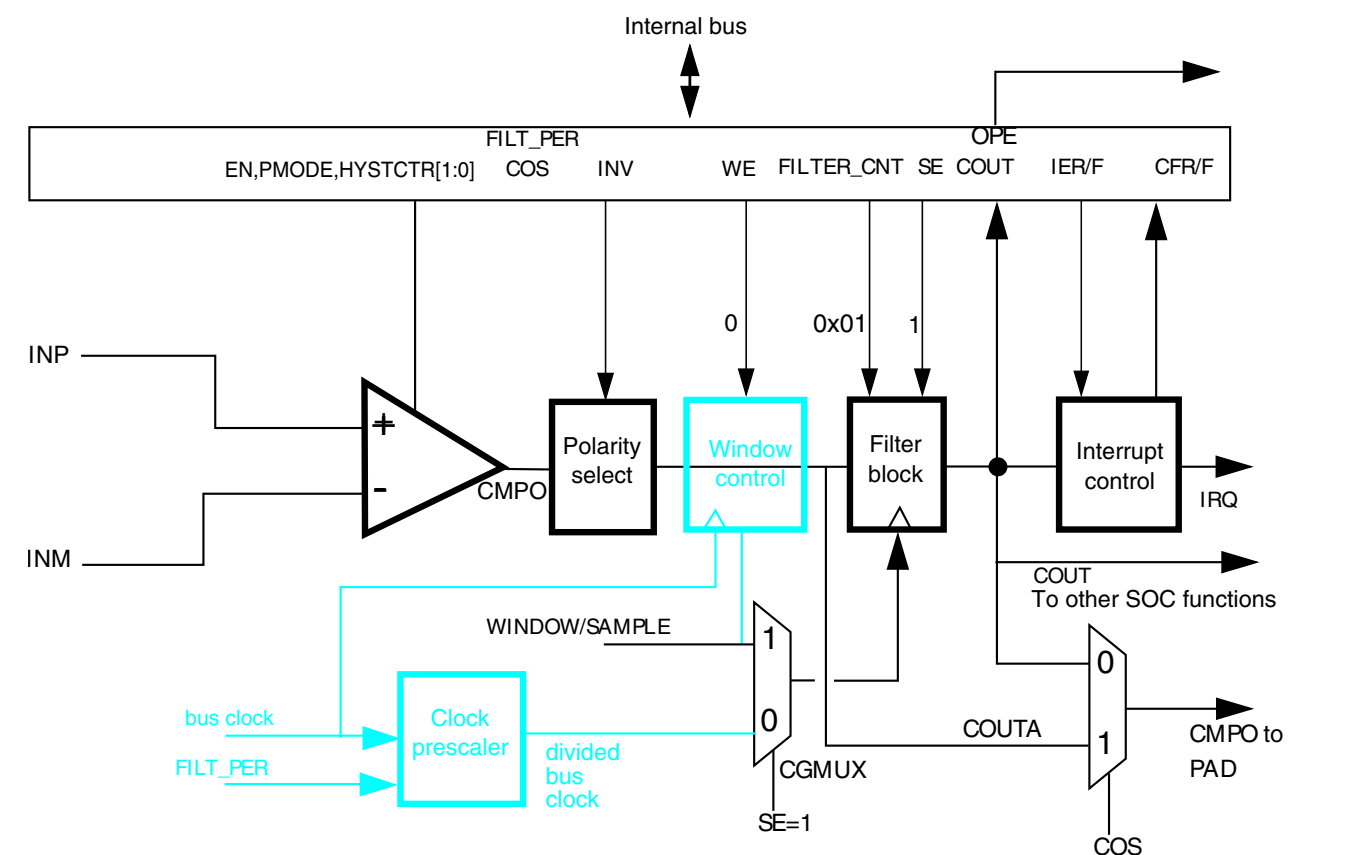 Internal bus
OPE
FILT_PER
EN,PMODE,HYSTCTR[1:0]
COS
INV
WE
FILTER_CNT
SE
COUT
IER/F
CFR/F
0
0x01
1
INP
+
-
INM
CMPO
Polarity
select
Window
control
Filter
block
Interrupt
control
IRQ
COUT
To other SOC functions
WINDOW/SAMPLE
1
0
CGMUX
SE=1
bus clock
FILT_PER
Clock
prescaler
divided
bus
clock
COUTA
0
1
CMPO to
PAD
COS